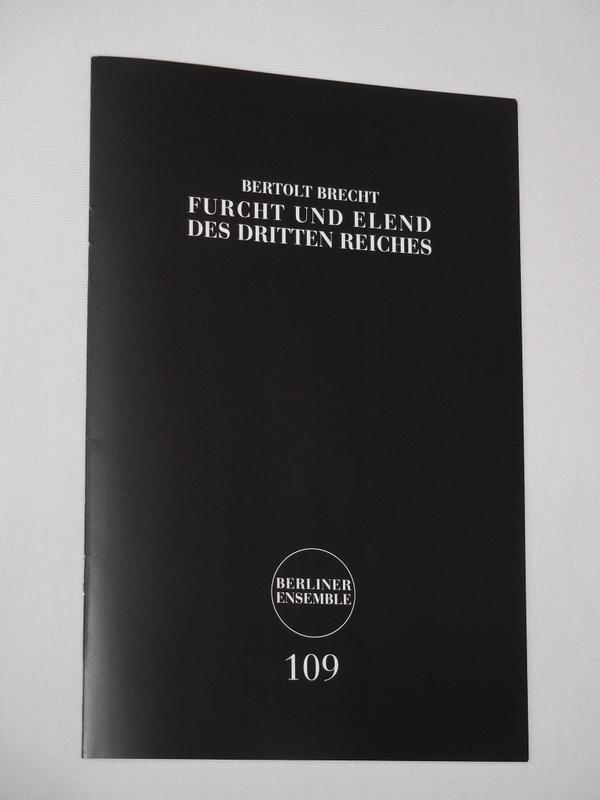 BERTOLT BRECHT
FURCHT UND ELEND
DES DRITTEN REICHES
BERLINER
ENSEMBLE
109